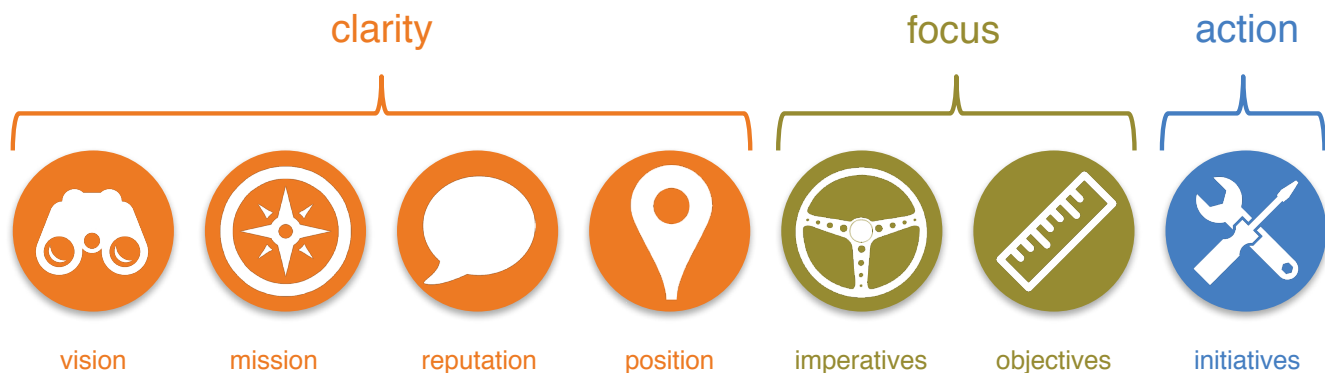 clarity focus action
vision mission reputation position imperatives objectives initiatives